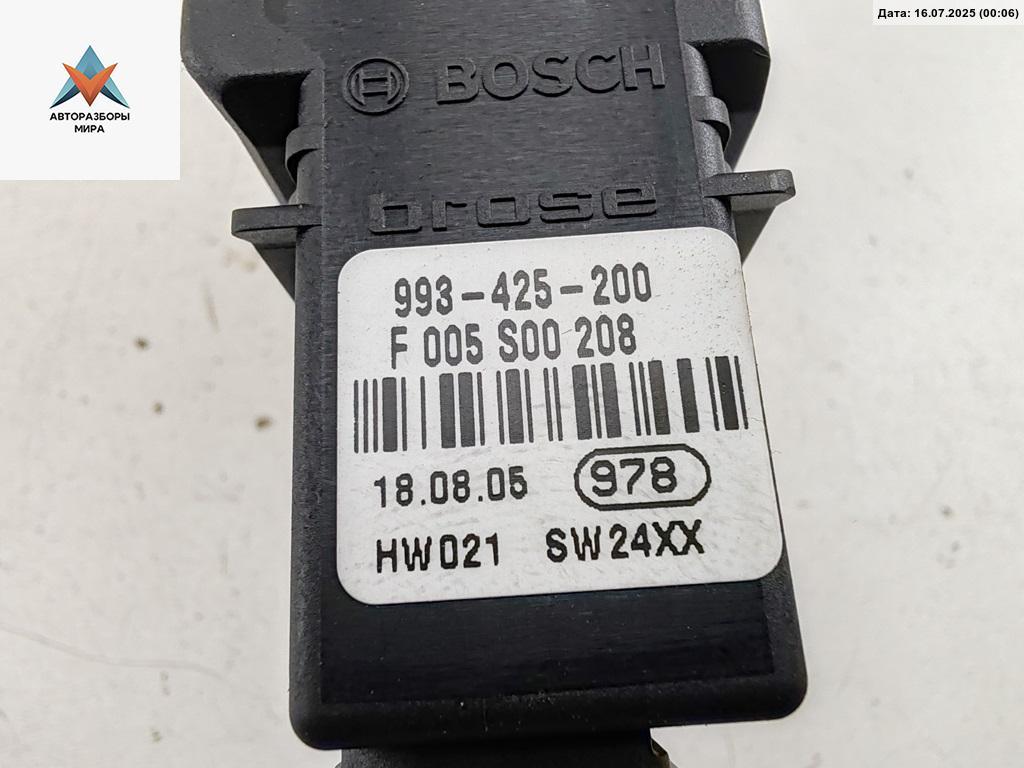 Дата: 16.07.2025 (00:06)
АВТОРАЗБОРЫ
МИРА
BOSCH
brose
993-425-200
F 005 S00 208
18.08.05 978
HW021 SW24XX